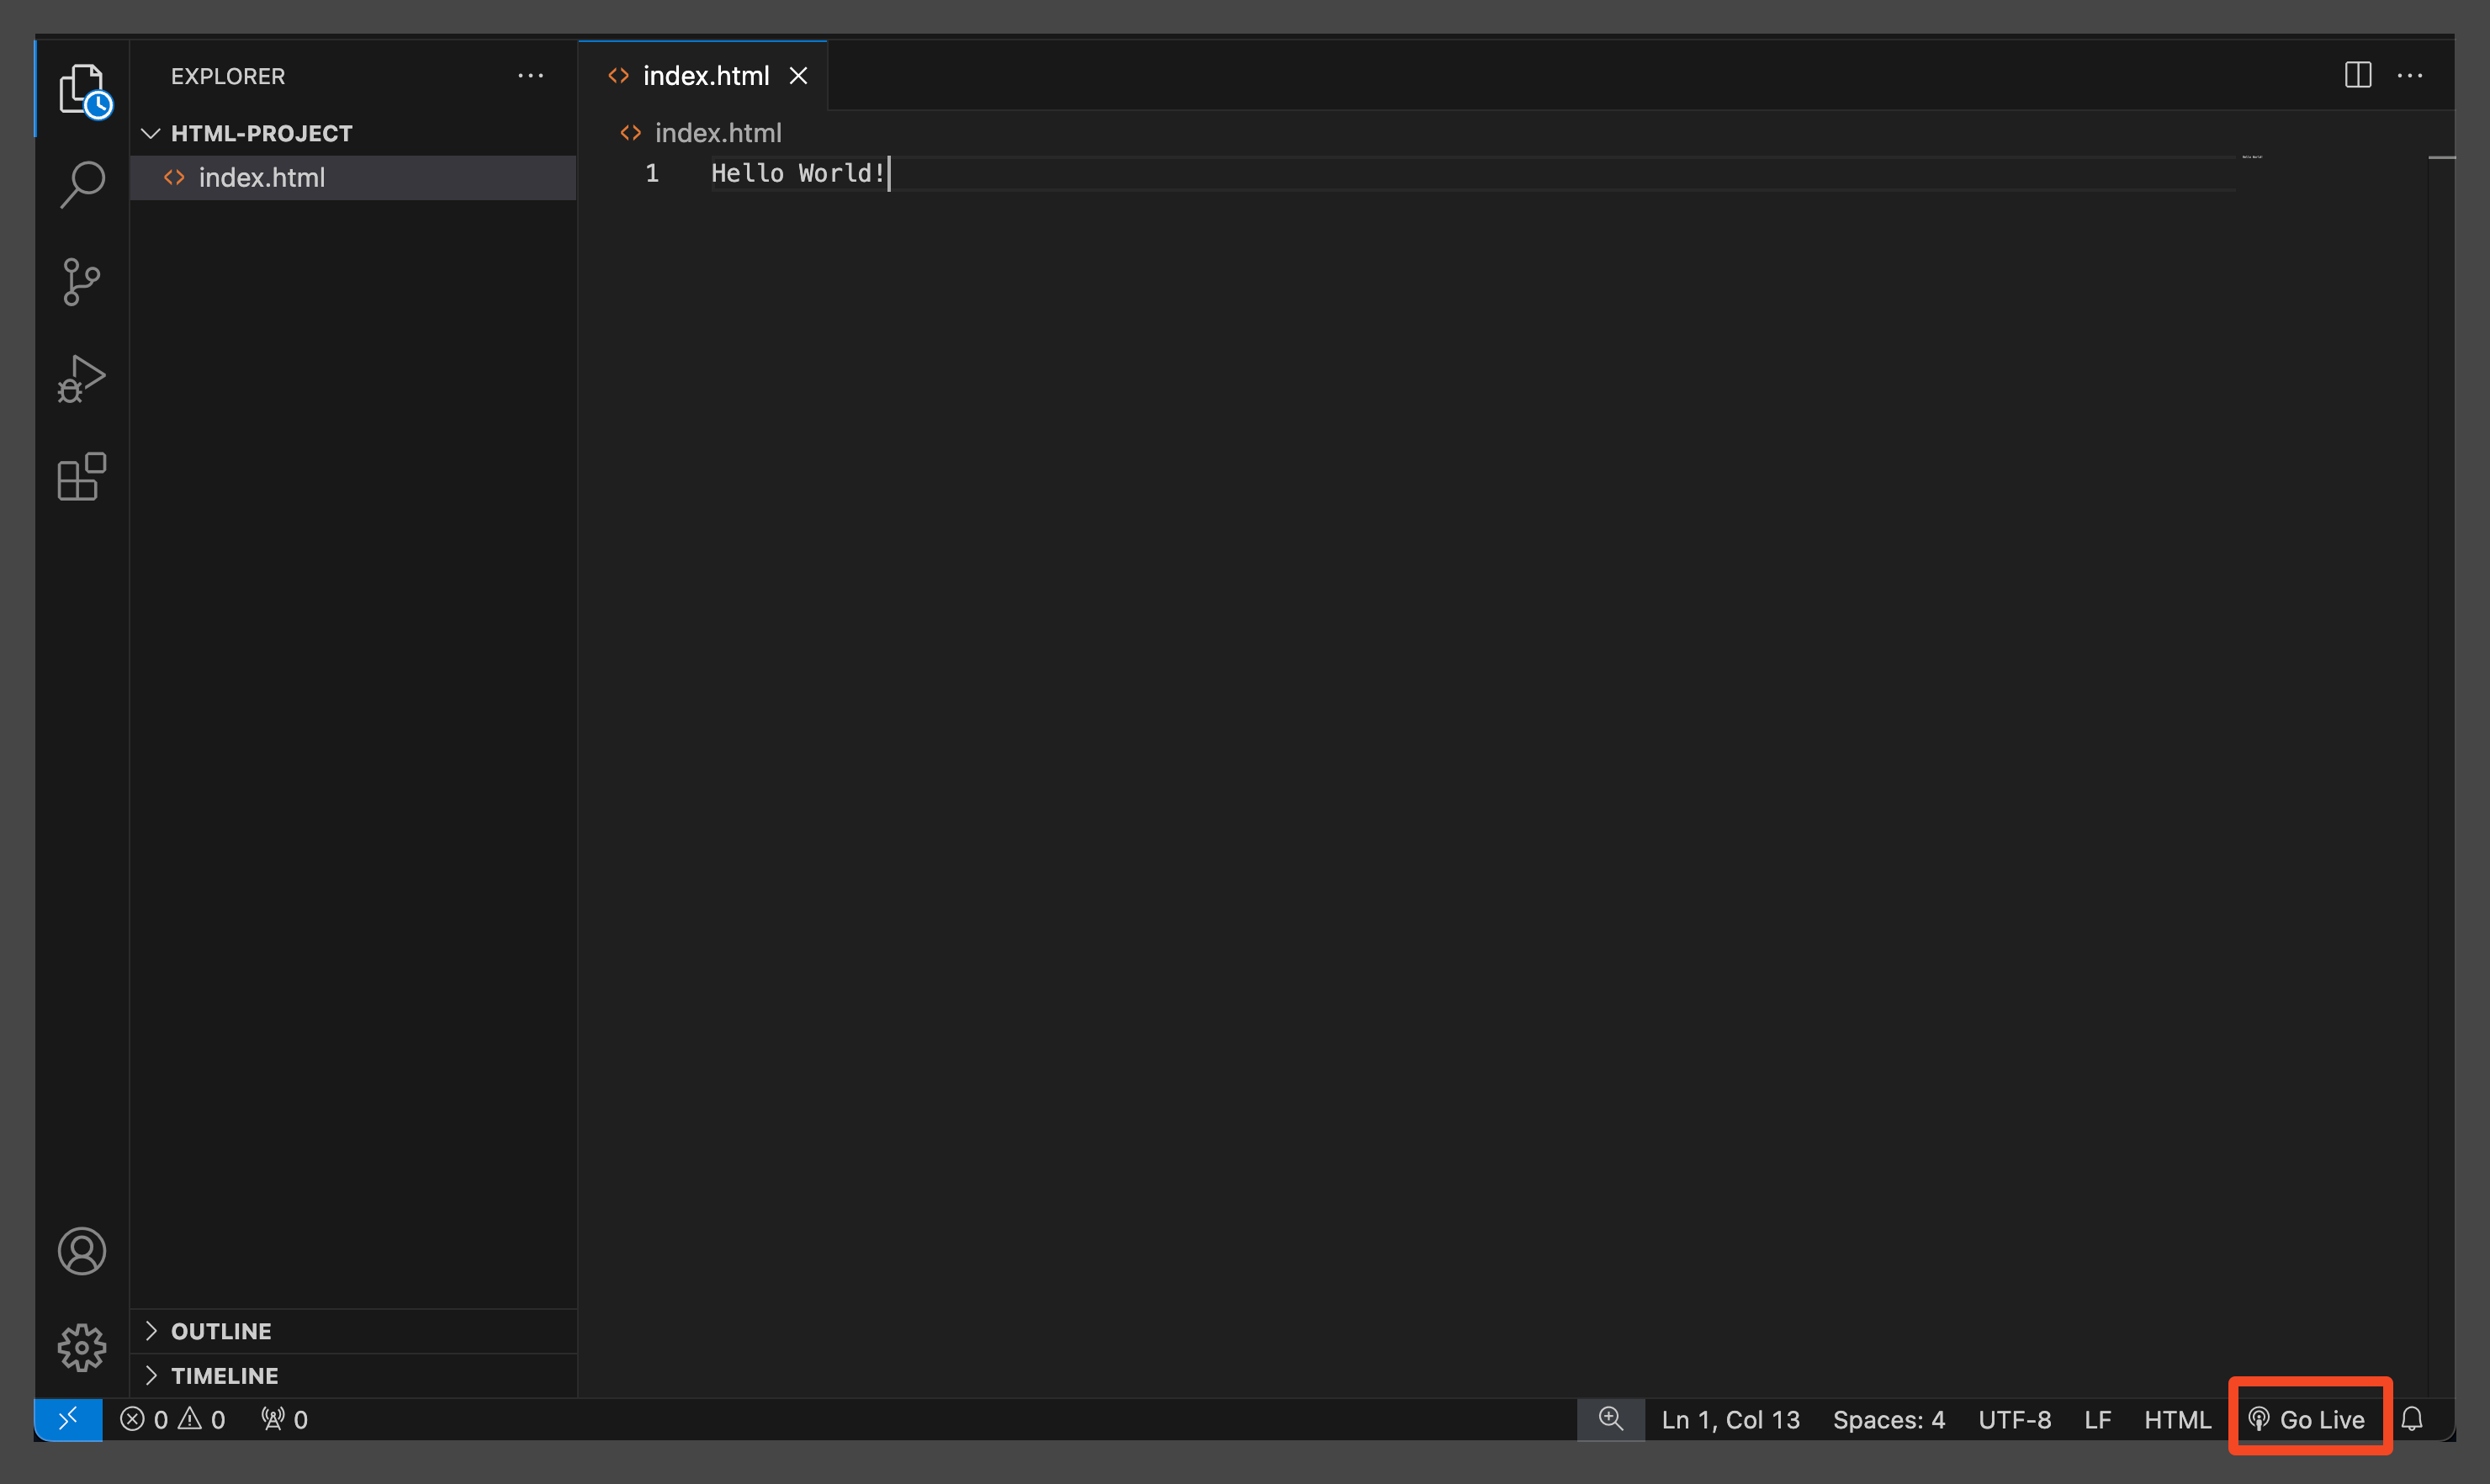 EXPLORER
index.html
HTML-PROJECT
index.html
index.html
1 Hello World!
OUTLINE
TIMELINE
0 0 0 Ln 1, Col 13 Spaces: 4 UTF-8 LF HTML Go Live